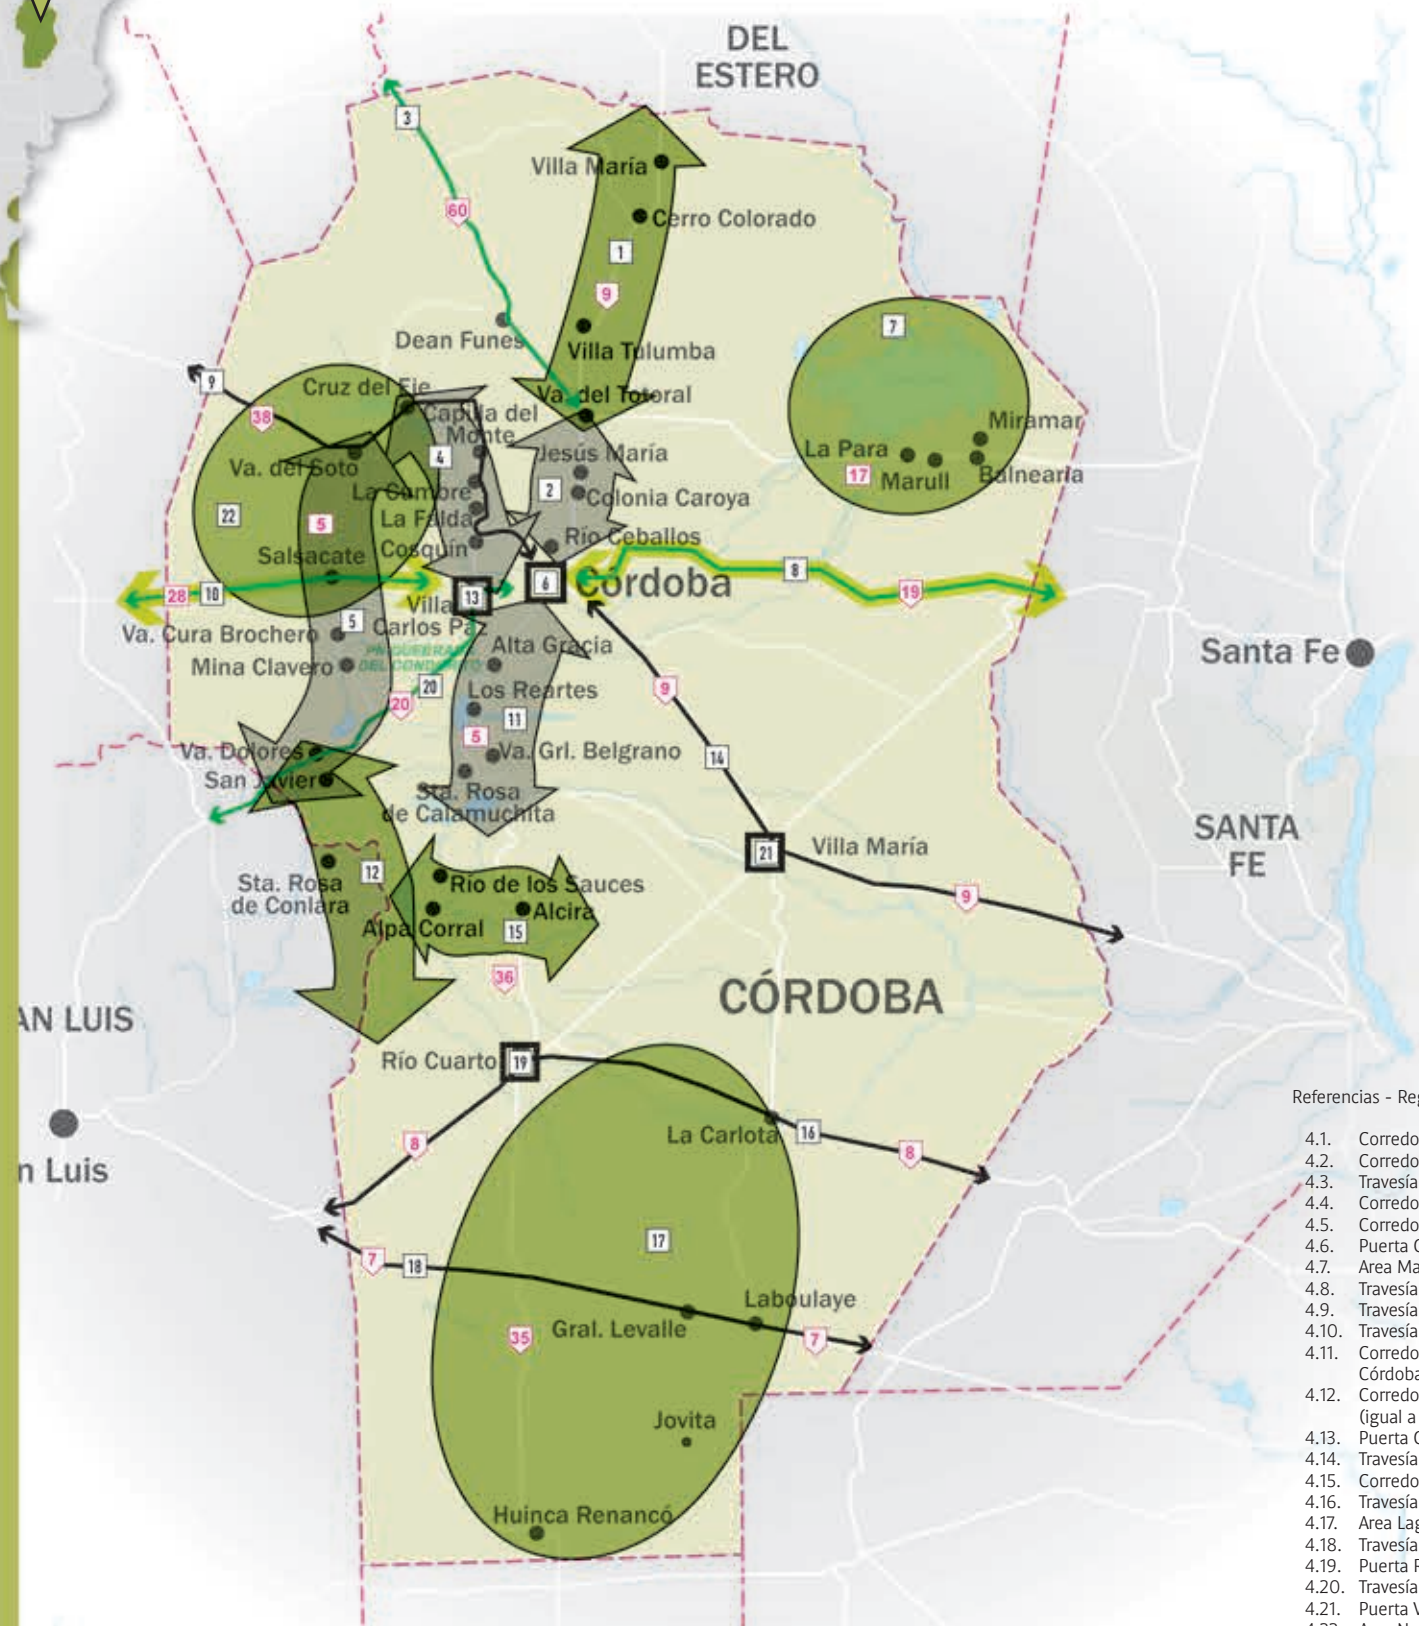 DEL
ESTERO
3
Villa María
60
Cerro Colorado
1
9
7
Dean Funes
Villa Tulumba
9
Cruz del Eje
Va. del Totoral
38
Capilla del
Monte
Miramar
4
Jesús María
La Para
Va. del Soto
17
Marull
Balnearia
La Cumbre
2
Colonia Caroya
22
5
La Falda
Salsacate
Cosquín
Río Ceballos
8
28
10
Villa
Carlos Paz
13
6
Córdoba
19
5
Va. Cura Brochero
PN QUEBRADA
DEL CONDORITO
Alta Gracia
Santa Fe
Mina Clavero
20
9
Los Reartes
20
11
5
Va. Dolores
Va. Grl. Belgrano
14
San Javier
Sta. Rosa
de Calamuchita
SANTA
FE
21
Villa María
12
Sta. Rosa
de Conlara
Río de los Sauces
9
Alcira
Alpa Corral
15
36
CÓRDOBA
AN LUIS
Río Cuarto
19
Referencias - Reg
La Carlota
16
8
8
n Luis
17
7
18
Laboulaye
Gral. Levalle
35
7
Jovita
Huinca Renancó
4.1. Corredo
4.2. Corredo
4.3. Travesía
4.4. Corredo
4.5. Corredo
4.6. Puerta C
4.7. Area Ma
4.8. Travesía
4.9. Travesía
4.10. Travesía
4.11. Corredo
Córdoba
4.12. Corredo
(igual a
4.13. Puerta C
4.14. Travesía
4.15. Corredo
4.16. Travesía
4.17. Area Lag
4.18. Travesía
4.19. Puerta R
4.20. Travesía
4.21. Puerta V